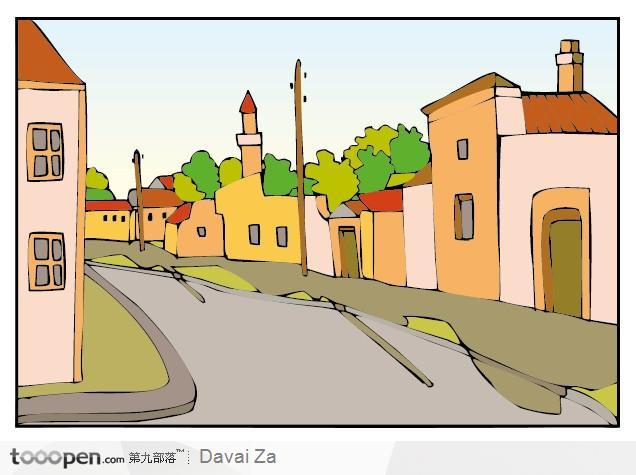 tooopen.com 第九部落™ Davai Za